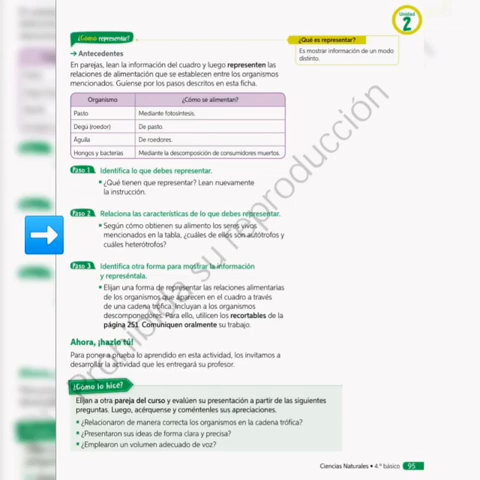 Unidad
2
¿Cómo representar?
¿Qué es representar?
Es mostrar información de un modo
distinto.
→ Antecedentes
En parejas, lean la información del cuadro y luego representen las
relaciones de alimentación que se establecen entre los organismos
mencionados. Guíense por los pasos descritos en esta ficha.
Organismo ¿Cómo se alimentan?
Pasto Mediante fotosíntesis.
Degú (roedor) De pasto.
Águila De roedores.
Hongos y bacterias Mediante la descomposición de consumidores muertos.
Paso 1 Identifica lo que debes representar.
• ¿Qué tienen que representar? Lean nuevamente
la instrucción.
Paso 2 Relaciona las características de lo que debes representar.
• Según cómo obtienen su alimento los seres vivos
mencionados en la tabla, ¿cuáles de ellos son autótrofos y
cuáles heterótrofos?
Paso 3 Identifica otra forma para mostrar la información
y represéntala.
• Elijan una forma de representar las relaciones alimentarias
de los organismos que aparecen en el cuadro a través
de una cadena trófica. Incluyan a los organismos
descomponedores. Para ello, utilicen los recortables de la
página 251. Comuniquen oralmente su trabajo.
Ahora, ¡hazlo tú!
Para poner a prueba lo aprendido en esta actividad, los invitamos a
desarrollar la actividad que les entregará su profesor.
¿Cómo lo hice?
Elijan a otra pareja del curso y evalúen su presentación a partir de las siguientes
preguntas. Luego, acérquense y coméntenles sus apreciaciones.
• ¿Relacionaron de manera correcta los organismos en la cadena trófica?
• ¿Presentaron sus ideas de forma clara y precisa?
• ¿Emplearon un volumen adecuado de voz?
Ciencias Naturales • 4.º básico 95
Prohibida su reproducción